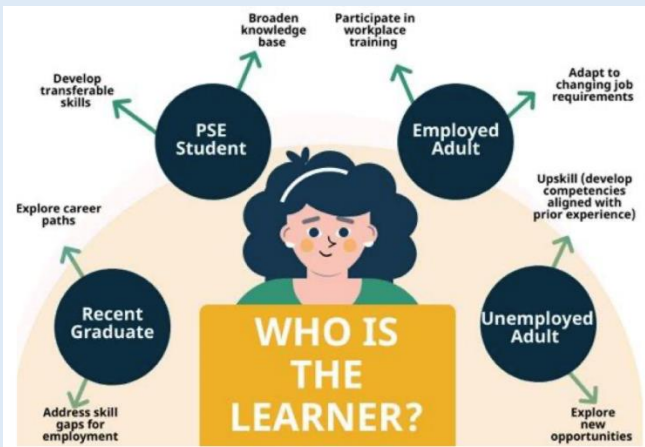 Broaden
knowledge
base
Participate in
workplace
training
Develop
transferable
skills
Adapt to
changing job
requirements
PSE
Student
Employed
Adult
Explore career
paths
Upskill (develop
competencies
aligned with
prior experience)
Recent
Graduate
Unemployed
Adult
WHO IS
THE
LEARNER?
Address skill
gaps for
employment
Explore
new
opportunities